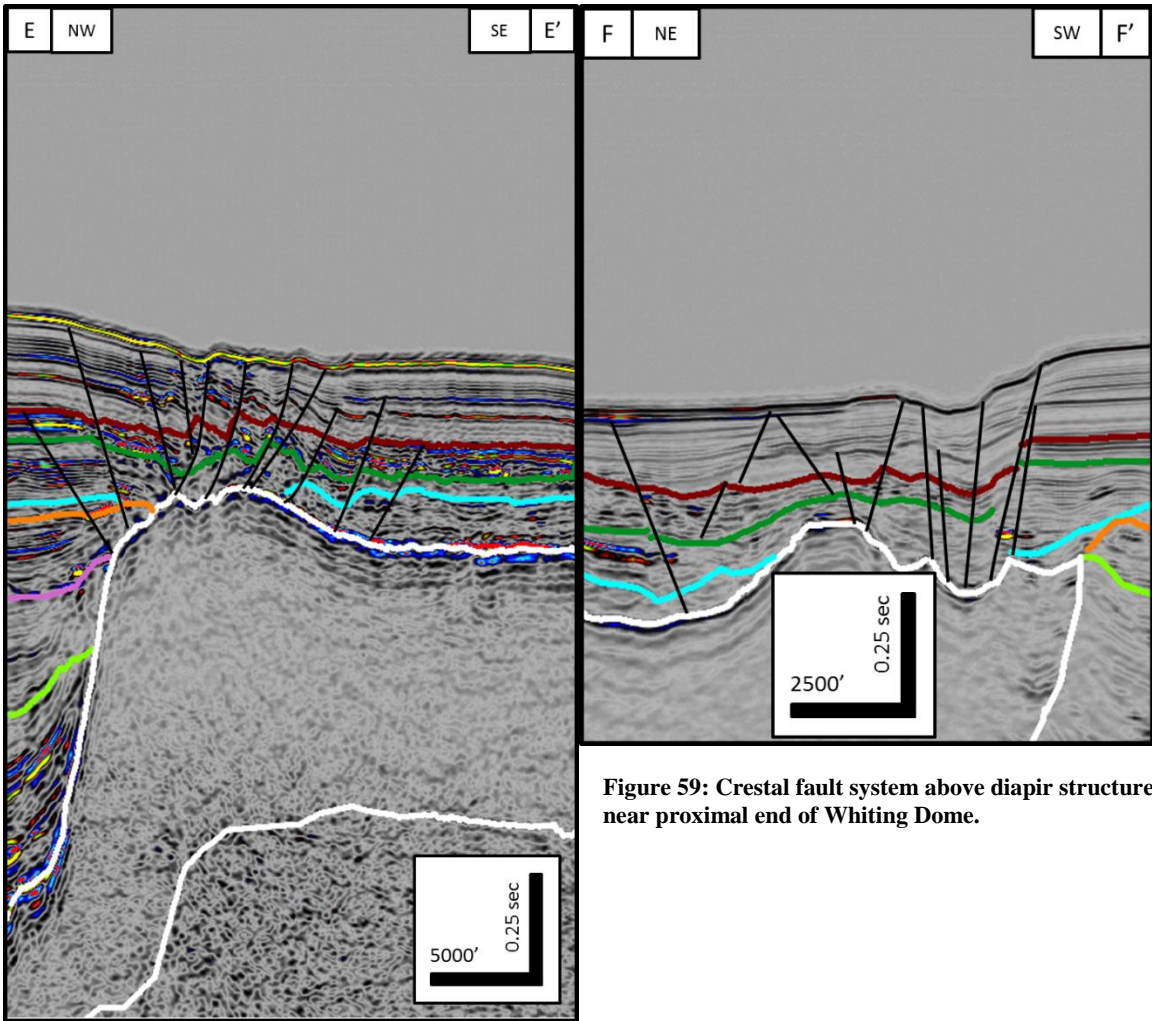 E NW SE E’
F NE SW F’
0.25 sec
5000’
0.25 sec
2500’
Figure 59: Crestal fault system above diapir structure
near proximal end of Whiting Dome.